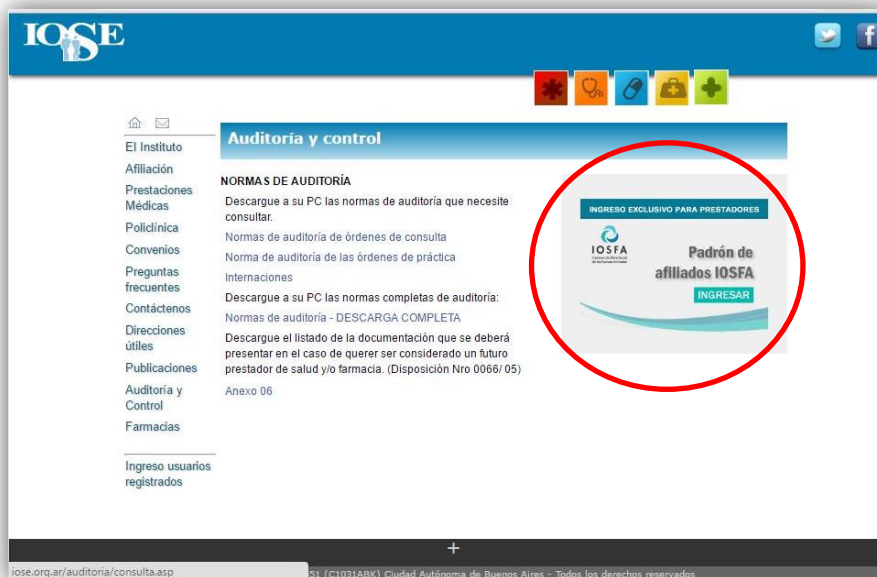 IOSE
El Instituto
Afiliación
Prestaciones
Médicas
Policlínica
Convenios
Preguntas
frecuentes
Contáctenos
Direcciones
útiles
Publicaciones
Auditoría y
Control
Farmacias
Ingreso usuarios
registrados
Auditoría y control
NORMAS DE AUDITORÍA
Descargue a su PC las normas de auditoría que necesite
consultar.
Normas de auditoría de órdenes de consulta
Norma de auditoría de las órdenes de práctica
Internaciones
Descargue a su PC las normas completas de auditoría:
Normas de auditoría - DESCARGA COMPLETA
Descargue el listado de la documentación que se deberá
presentar en el caso de querer ser considerado un futuro
prestador de salud y/o farmacia. (Disposición Nro 0066/ 05)
Anexo 06
INGRESO EXCLUSIVO PARA PRESTADORES
IOSFA
Padrón de
afiliados IOSFA
INGRESAR
iose.org.ar/auditoria/consulta.asp
51 (C1031ABK) Ciudad Autónoma de Buenos Aires - Todos los derechos reservados